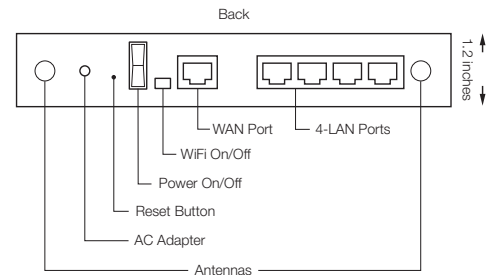 Back
1.2 inches
WAN Port
4-LAN Ports
WiFi On/Off
Power On/Off
Reset Button
AC Adapter
Antennas